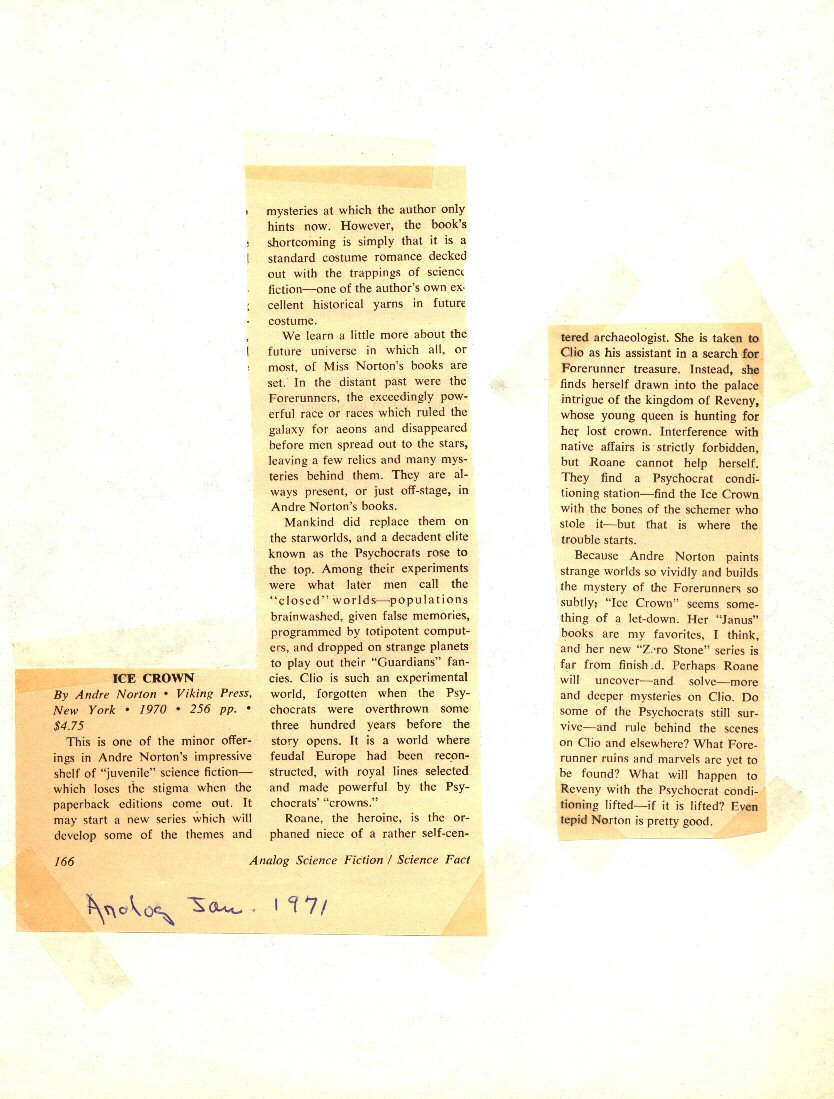 ICE CROWN
By Andre Norton • Viking Press,
New York • 1970 • 256 pp. •
$4.75
This is one of the minor offer-
ings in Andre Norton's impressive
shelf of "juvenile" science fiction—
which loses the stigma when the
paperback editions come out. It
may start a new series which will
develop some of the themes and
mysteries at which the author only
hints now. However, the book's
shortcoming is simply that it is a
standard costume romance decked
out with the trappings of science
fiction—one of the author's own ex-
cellent historical yarns in future
costume.
We learn a little more about the
future universe in which all, or
most, of Miss Norton's books are
set. In the distant past were the
Forerunners, the exceedingly pow-
erful race or races which ruled the
galaxy for aeons and disappeared
before men spread out to the stars,
leaving a few relics and many mys-
teries behind them. They are al-
ways present, or just off-stage, in
Andre Norton's books.
Mankind did replace them on
the starworlds, and a decadent elite
known as the Psychocrats rose to
the top. Among their experiments
were what later men call the
"closed" worlds—populations
brainwashed, given false memories,
programmed by totipotent comput-
ers, and dropped on strange planets
to play out their "Guardians" fan-
cies. Clio is such an experimental
world, forgotten when the Psy-
chocrats were overthrown some
three hundred years before the
story opens. It is a world where
feudal Europe had been recon-
structed, with royal lines selected
and made powerful by the Psy-
chocrats' "crowns."
Roane, the heroine, is the or-
phaned niece of a rather self-cen-
166
Analog Science Fiction / Science Fact
Analog Jan. 1971
tered archaeologist. She is taken to
Clio as his assistant in a search for
Forerunner treasure. Instead, she
finds herself drawn into the palace
intrigue of the kingdom of Reveny,
whose young queen is hunting for
her lost crown. Interference with
native affairs is strictly forbidden,
but Roane cannot help herself.
They find a Psychocrat condi-
tioning station—find the Ice Crown
with the bones of the schemer who
stole it—but that is where the
trouble starts.
Because Andre Norton paints
strange worlds so vividly and builds
the mystery of the Forerunners so
subtly, "Ice Crown" seems some-
thing of a let-down. Her "Janus"
books are my favorites, I think,
and her new "Zero Stone" series is
far from finished. Perhaps Roane
will uncover—and solve—more
and deeper mysteries on Clio. Do
some of the Psychocrats still sur-
vive—and rule behind the scenes
on Clio and elsewhere? What Fore-
runner ruins and marvels are yet to
be found? What will happen to
Reveny with the Psychocrat condi-
tioning lifted—if it is lifted? Even
tepid Norton is pretty good.